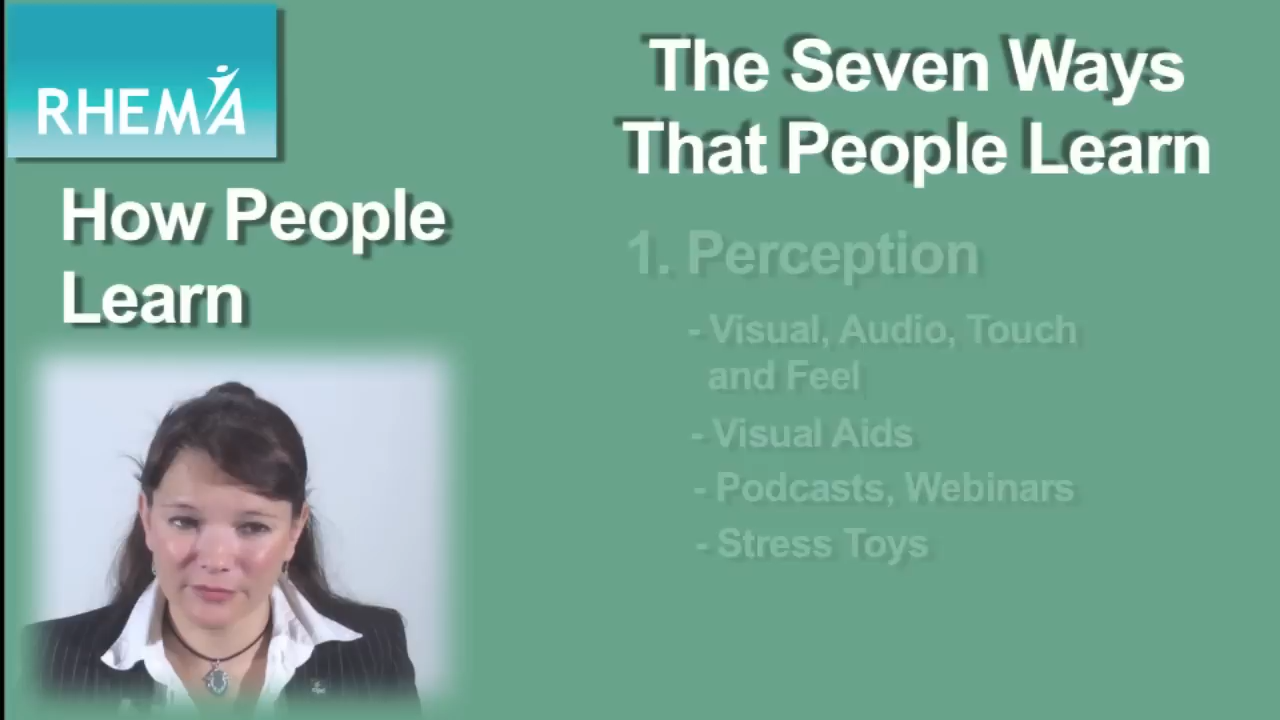 RHEMA
How People
Learn
The Seven Ways
That People Learn
1. Perception
- Visual, Audio, Touch
and Feel
- Visual Aids
- Podcasts, Webinars
- Stress Toys